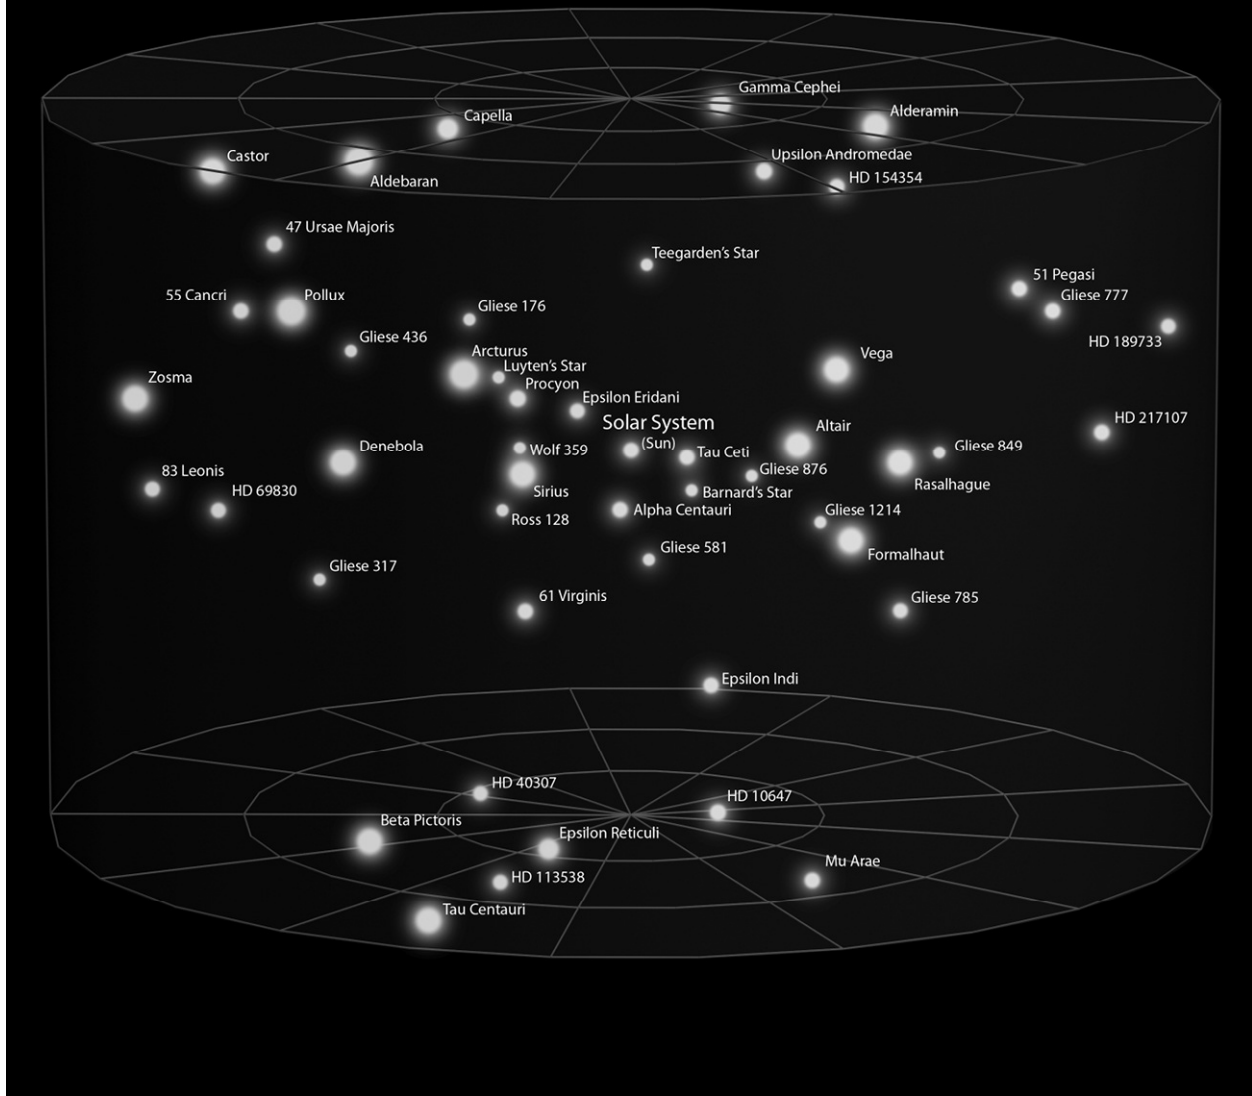 Gamma Cephei
Alderamin
Capella
Castor
Upsilon Andromedae
Aldebaran
HD 154354
47 Ursae Majoris
Teegarden's Star
51 Pegasi
55 Cancri
Pollux
Gliese 777
Gliese 176
Gliese 436
HD 189733
Arcturus
Vega
Luyten's Star
Zosma
Procyon
Epsilon Eridani
Solar System
(Sun)
HD 217107
Altair
Denebola
Wolf 359
Tau Ceti
Gliese 849
83 Leonis
Gliese 876
HD 69830
Sirius
Barnard's Star
Rasalhague
Ross 128
Alpha Centauri
Gliese 1214
Gliese 581
Formalhaut
Gliese 317
61 Virginis
Gliese 785
Epsilon Indi
HD 40307
HD 10647
Beta Pictoris
Epsilon Reticuli
Mu Arae
HD 113538
Tau Centauri